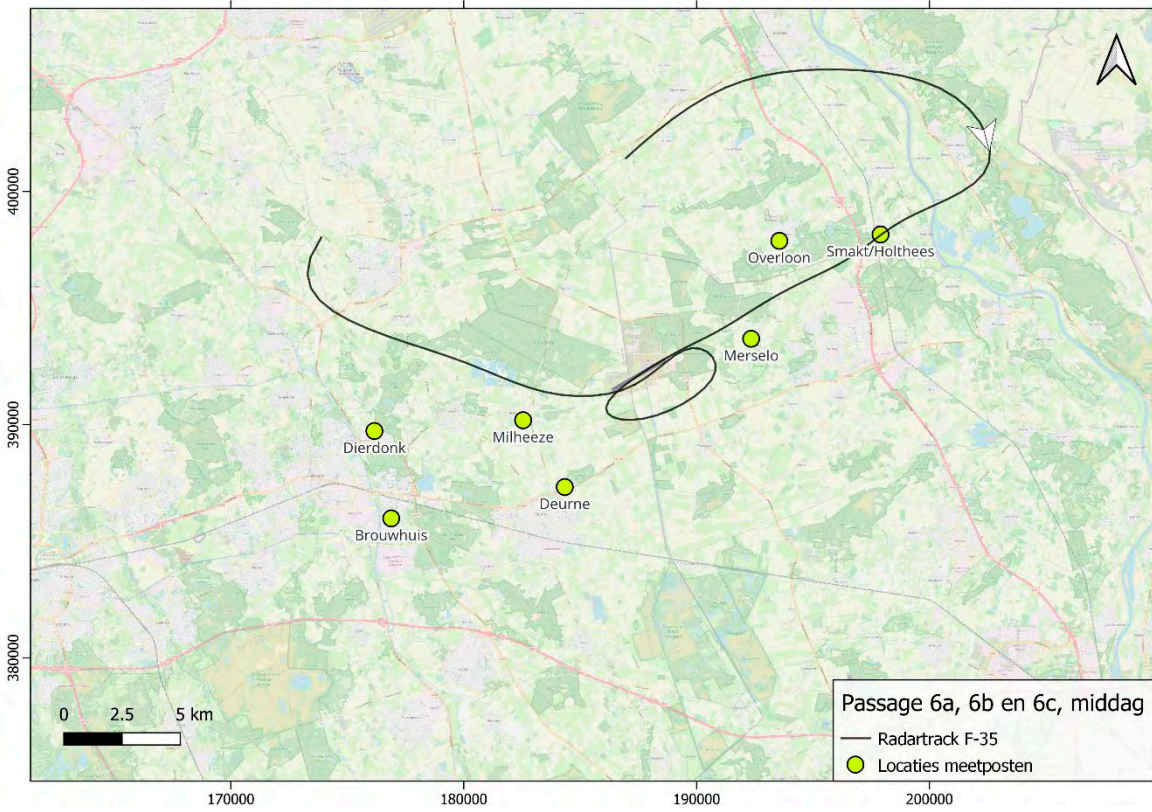 Overloon
Smakt/Holthees
Merselo
Milheeze
Dierdonk
Deurne
Brouwhuis
400000
390000
380000
0 2.5 5 km
Passage 6a, 6b en 6c, middag
Radartrack F-35
Locaties meetposten
170000 180000 190000 200000